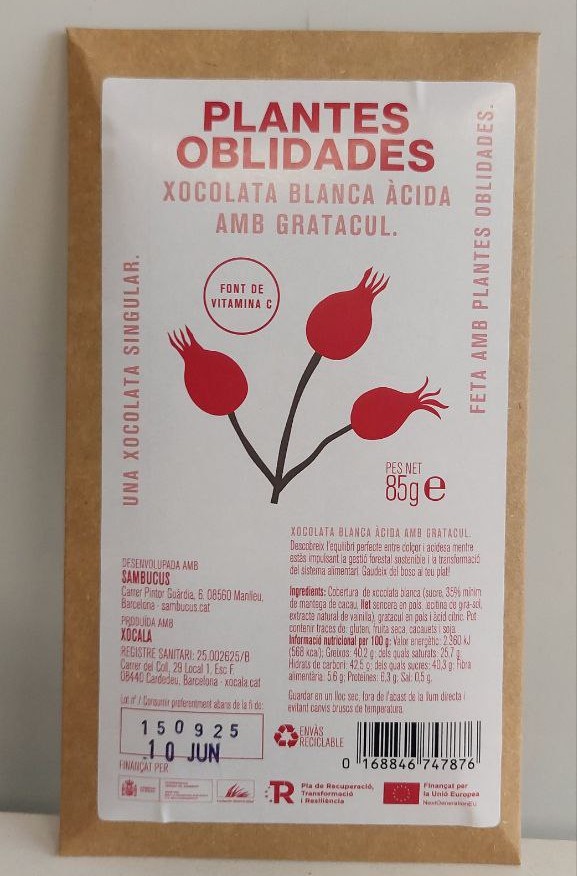 PLANTES
OBLIDADES
XOCOLATA BLANCA ÀCIDA
AMB GRATACUL.
FONT DE
VITAMINA C
UNA XOCOLATA SINGULAR.
FETA AMB PLANTES OBLIDADES.
PES NET
85g e
DESENVOLUPADA AMB
SAMBUCUS
Carrer Pintor Guàrdia, 6, 08560 Manlleu,
Barcelona · sambucus.cat
PRODUÏDA AMB
XOCALA
REGISTRE SANITARI: 25.002625/B
Carrer del Coll, 29 Local 1, Esc F.
08440 Cardedeu, Barcelona · xocala.cat
Lot nº / Consumir preferentment abans de la fi de:
150925
10 JUN
FINANÇAT PER
XOCOLATA BLANCA ÀCIDA AMB GRATACUL.
Descobreix l'equilibri perfecte entre dolçor i acidesa mentre
estàs impulsant la gestió forestal sostenible i la transformació
del sistema alimentari. Gaudeix del bosc al teu plat!
Ingredients: Cobertura de xocolata blanca (sucre, 35% mínim
de mantega de cacau, llet sencera en pols, lecitina de gira-sol,
extracte natural de vainilla), gratacul en pols i àcid cítric. Pot
contenir traces de: gluten, fruita seca, cacauets i soja.
Informació nutricional per 100 g: Valor energètic: 2.360 kJ
(568 kcal); Greixos: 40,2 g; dels quals saturats: 25,7 g;
Hidrats de carboni: 42,5 g; dels quals sucres: 40,3 g; Fibra
alimentària: 5,6 g; Proteïnes: 6,3 g; Sal: 0,5 g.
Guardar en un lloc sec, fora de l'abast de la llum directa i
evitant canvis bruscos de temperatura.
ENVÀS
RECICLABLE
0 168846 747876
R
Pla de Recuperació,
Transformació
i Resiliència
Finançat per
la Unió Europea
NextGenerationEU